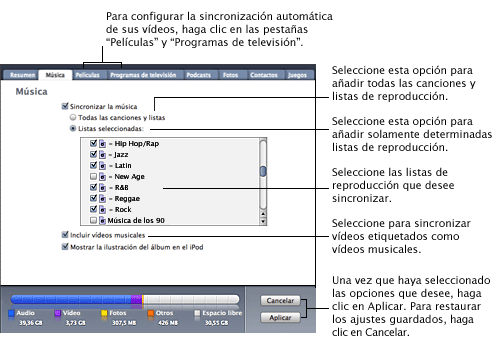 Para configurar la sincronización automática
de sus vídeos, haga clic en las pestañas
“Películas” y “Programas de televisión”.
Resumen Música Películas Programas de televisión Podcasts Fotos Contactos Juegos
Música
Sincronizar la música
Todas las canciones y listas
Listas seleccionadas:
– Hip Hop/Rap
– Jazz
– Latin
– New Age
– R&B
– Reggae
– Rock
Música de los 90
Incluir vídeos musicales
Mostrar la ilustración del álbum en el iPod
Audio Vídeo Fotos Otros Espacio libre
39,36 GB 3,73 GB 307,5 MB 426 MB 30,55 GB
Cancelar
Aplicar
Seleccione esta opción para
añadir todas las canciones y
listas de reproducción.
Seleccione esta opción para
añadir solamente determinadas
listas de reproducción.
Seleccione las listas de
reproducción que desee
sincronizar.
Seleccione para sincronizar
vídeos etiquetados como
vídeos musicales.
Una vez que haya seleccionado
las opciones que desee, haga
clic en Aplicar. Para restaurar
los ajustes guardados, haga
clic en Cancelar.